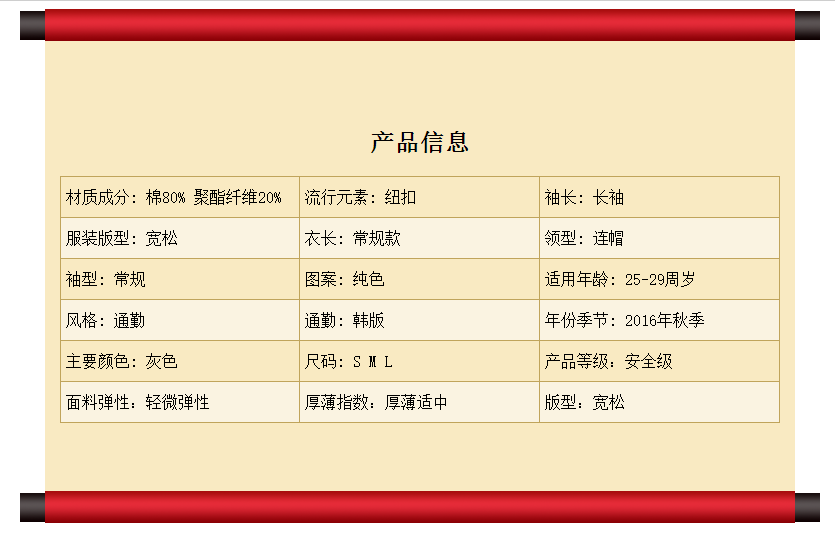 产品信息
材质成分: 棉80% 聚酯纤维20% 流行元素: 纽扣 袖长: 长袖
服装版型: 宽松 衣长: 常规款 领型: 连帽
袖型: 常规 图案: 纯色 适用年龄: 25-29周岁
风格: 通勤 通勤: 韩版 年份季节: 2016年秋季
主要颜色: 灰色 尺码: S M L 产品等级：安全级
面料弹性：轻微弹性 厚薄指数：厚薄适中 版型：宽松